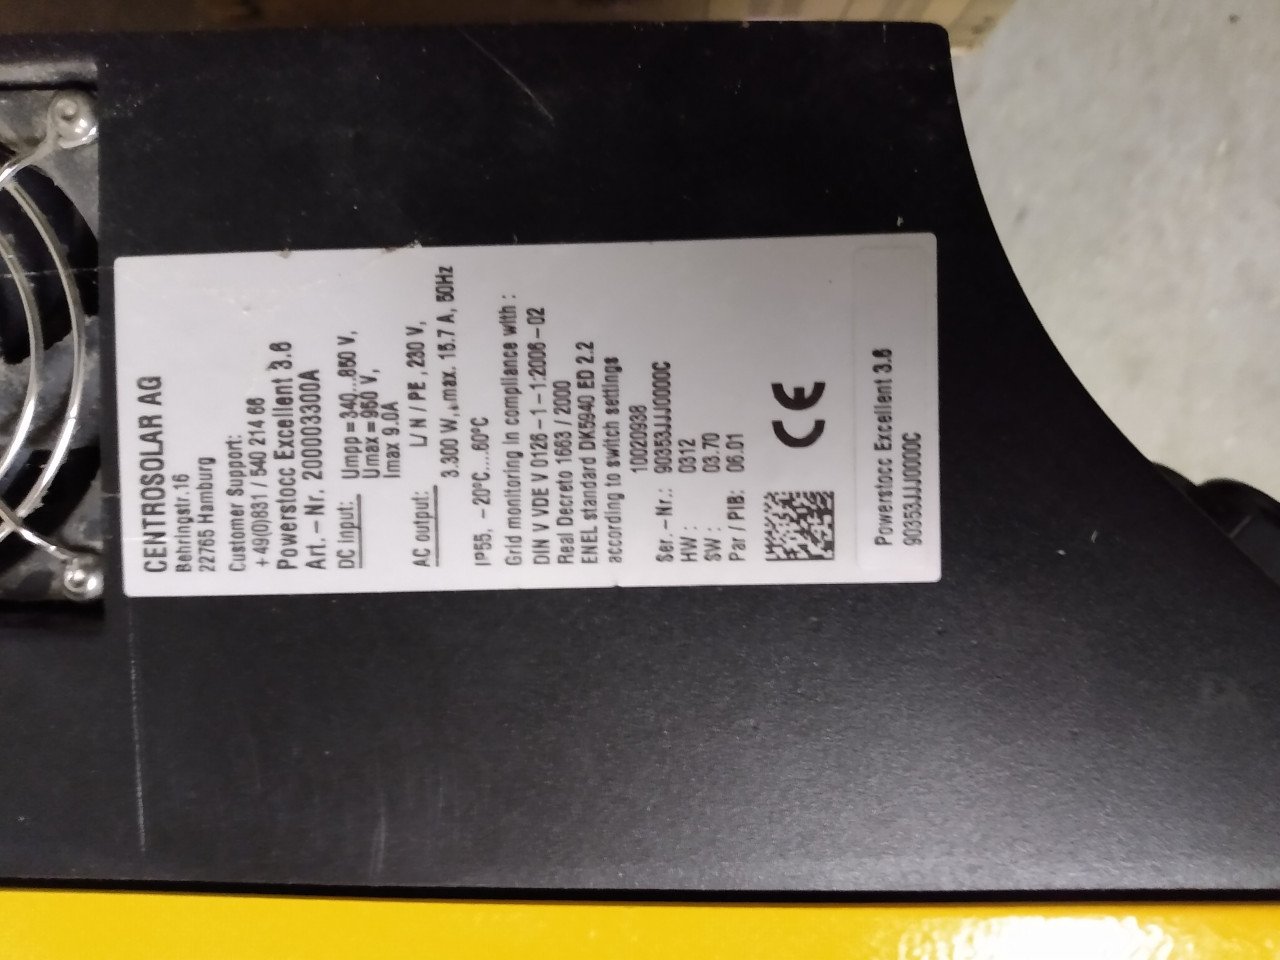 CENTROSOLAR AG
Behringstr.16
22765 Hamburg
Customer Support:
+49(0)831 / 540 214 66
Powerstocc Excellent 3.6
Art.-Nr. 200003300A
DC input: Umpp=340...850 V,
Umax=950 V,
Imax 9.0A
AC output: L/ N / PE , 230 V,
3.300 W, max. 15.7 A, 50Hz
IP55, -20°C....60°C
Grid monitoring in compliance with :
DIN V VDE V 0126-1-1:2006-02
Real Decreto 1663 / 2000
ENEL standard DK5940 ED 2.2
according to switch settings
10020938
Ser.-Nr.: 90353JJJ0000C
HW : 0312
SW : 03.70
Par / PIB: 06.01
CE
Powerstocc Excellent 3.6
90353JJJ0000C